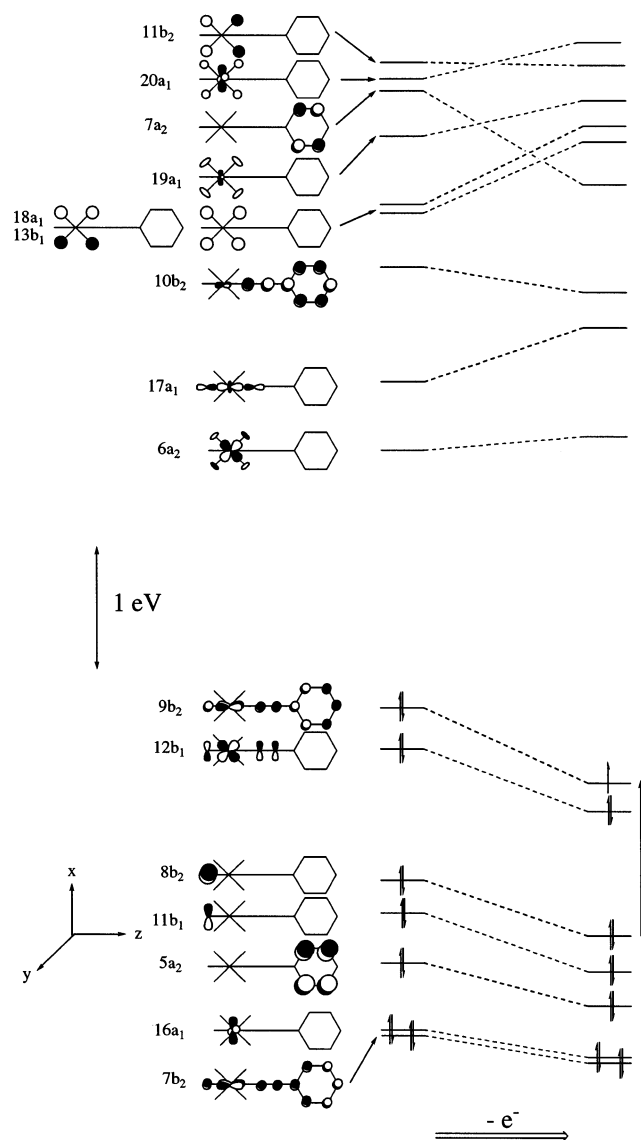 11b₂
20a₁
7a₂
19a₁
18a₁
13b₁
10b₂
17a₁
6a₂
1 eV
9b₂
12b₁
8b₂
11b₁
5a₂
16a₁
7b₂
x
z
y
- e⁻